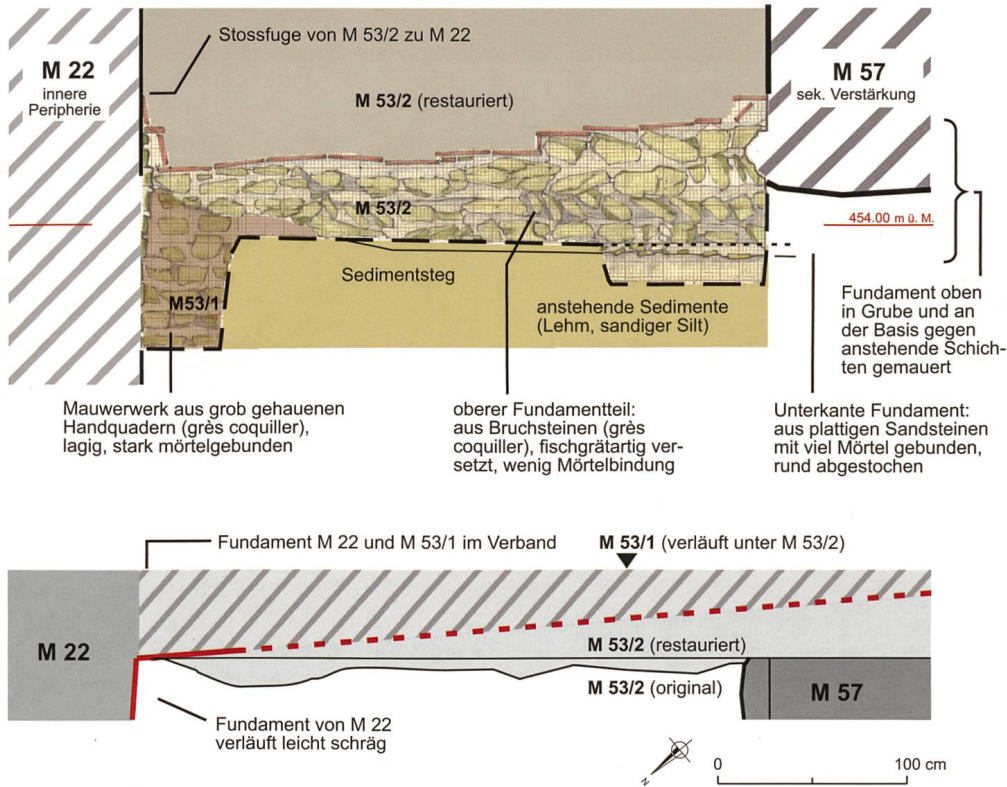 Stossfuge von M 53/2 zu M 22
M 22
innere
Peripherie
M 53/2 (restauriert)
M 57
sek. Verstärkung
M 53/2
454.00 m ü. M.
Sedimentsteg
M53/1
anstehende Sedimente
(Lehm, sandiger Silt)
Fundament oben
in Grube und an
der Basis gegen
anstehende Schich-
ten gemauert
Mauwerwerk aus grob gehauenen
Handquadern (grès coquiller),
lagig, stark mörtelgebunden
oberer Fundamentteil:
aus Bruchsteinen (grès
coquiller), fischgrätartig ver-
setzt, wenig Mörtelbindung
Unterkante Fundament:
aus plattigen Sandsteinen
mit viel Mörtel gebunden,
rund abgestochen
Fundament M 22 und M 53/1 im Verband
M 53/1 (verläuft unter M 53/2)
M 22
M 53/2 (restauriert)
M 53/2 (original)
M 57
Fundament von M 22
verläuft leicht schräg
N
0
100 cm